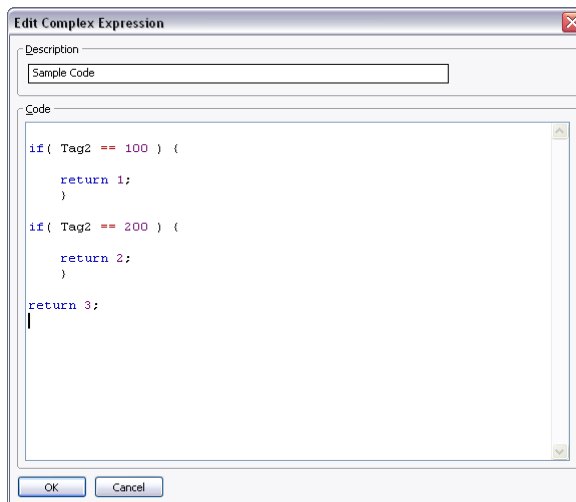 Edit Complex Expression
Description
Sample Code
Code
if( Tag2 == 100 ) {
return 1;
}
if( Tag2 == 200 ) {
return 2;
}
return 3;
OK
Cancel